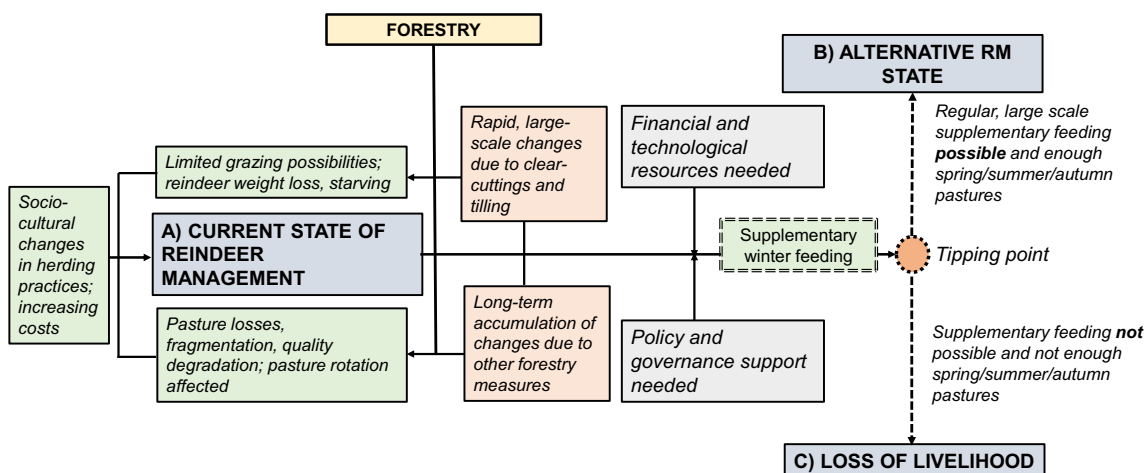 FORESTRY
B) ALTERNATIVE RM
STATE
Rapid, large-
scale changes
due to clear-
cuttings and
tilling
Financial and
technological
resources needed
Regular, large scale
supplementary feeding
possible and enough
spring/summer/autumn
pastures
Limited grazing possibilities;
reindeer weight loss, starving
Socio-
cultural
changes
in herding
practices;
increasing
costs
A) CURRENT STATE OF
REINDEER
MANAGEMENT
Supplementary
winter feeding
Tipping point
Pasture losses,
fragmentation, quality
degradation; pasture rotation
affected
Long-term
accumulation of
changes due to
other forestry
measures
Policy and
governance support
needed
Supplementary feeding not
possible and not enough
spring/summer/autumn
pastures
C) LOSS OF LIVELIHOOD